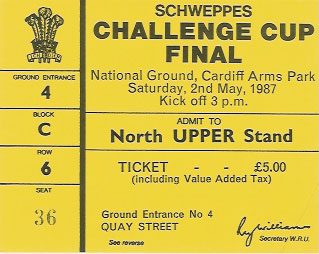 SCHWEPPES
CHALLENGE CUP
FINAL
National Ground, Cardiff Arms Park
Saturday, 2nd May, 1987
Kick off 3 p.m.
ADMIT TO
North UPPER Stand
TICKET - - £5.00
(including Value Added Tax)
Ground Entrance No 4
QUAY STREET
See reverse
Secretary W.R.U.
GROUND ENTRANCE
4
BLOCK
C
ROW
6
SEAT
36